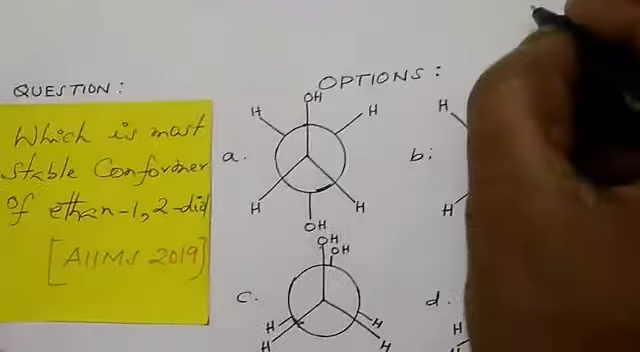 QUESTION:
Which is most
stable Conformer
of ethan-1,2-diol
[AIIMS 2019]
OPTIONS:
a.
OH
H
H
H
H
OH
b:
H
H
c.
OH
OH
H
H
H
H
d.
H
H